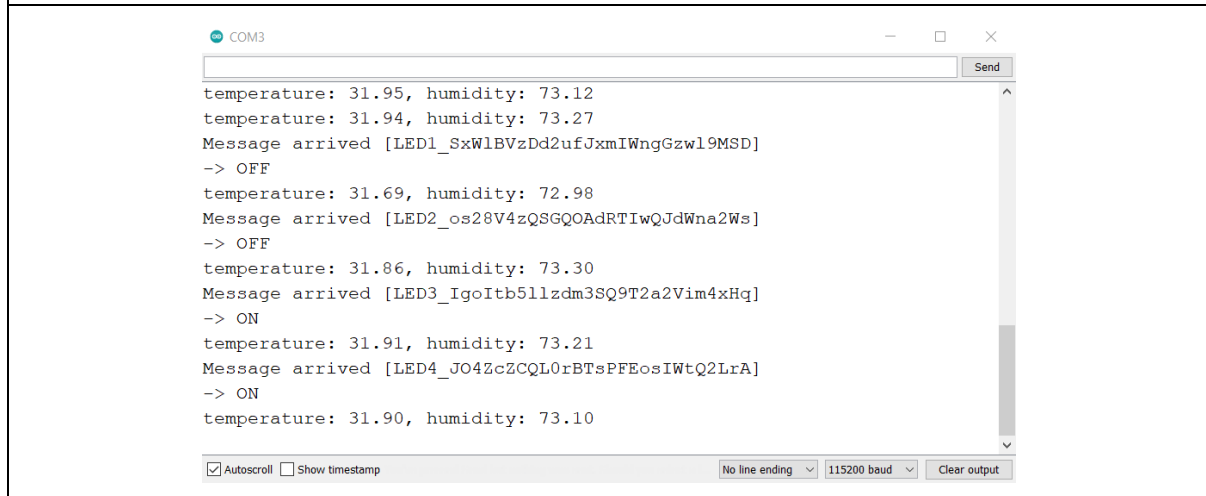 COM3
Send
temperature: 31.95, humidity: 73.12
temperature: 31.94, humidity: 73.27
Message arrived [LED1_SxWlBVzDd2ufJxmIWngGzwl9MSD]
-> OFF
temperature: 31.69, humidity: 72.98
Message arrived [LED2_os28V4zQSGQOAdRTIwQJdWna2Ws]
-> OFF
temperature: 31.86, humidity: 73.30
Message arrived [LED3_IgoItb5llzdm3SQ9T2a2Vim4xHq]
-> ON
temperature: 31.91, humidity: 73.21
Message arrived [LED4_JO4ZcZCQL0rBTsPFEosIWtQ2LrA]
-> ON
temperature: 31.90, humidity: 73.10
Autoscroll Show timestamp No line ending 115200 baud Clear output